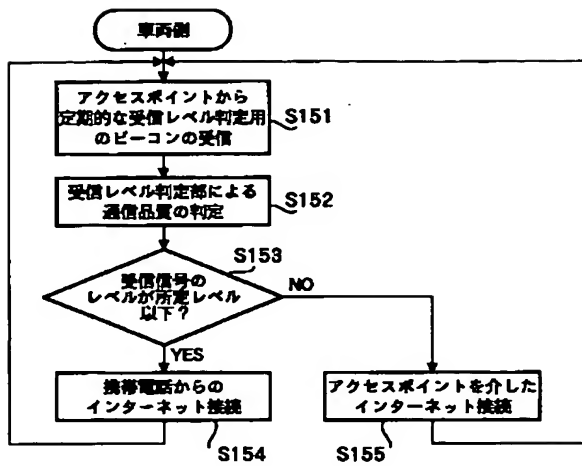 車両側
アクセスポイントから
定期的な受信レベル判定用
のビーコンの受信
S151
受信レベル判定部による
通信品質の判定
S152
S153
受信信号の
レベルが所定レベル
以下?
NO
YES
携帯電話からの
インターネット接続
S154
アクセスポイントを介した
インターネット接続
S155